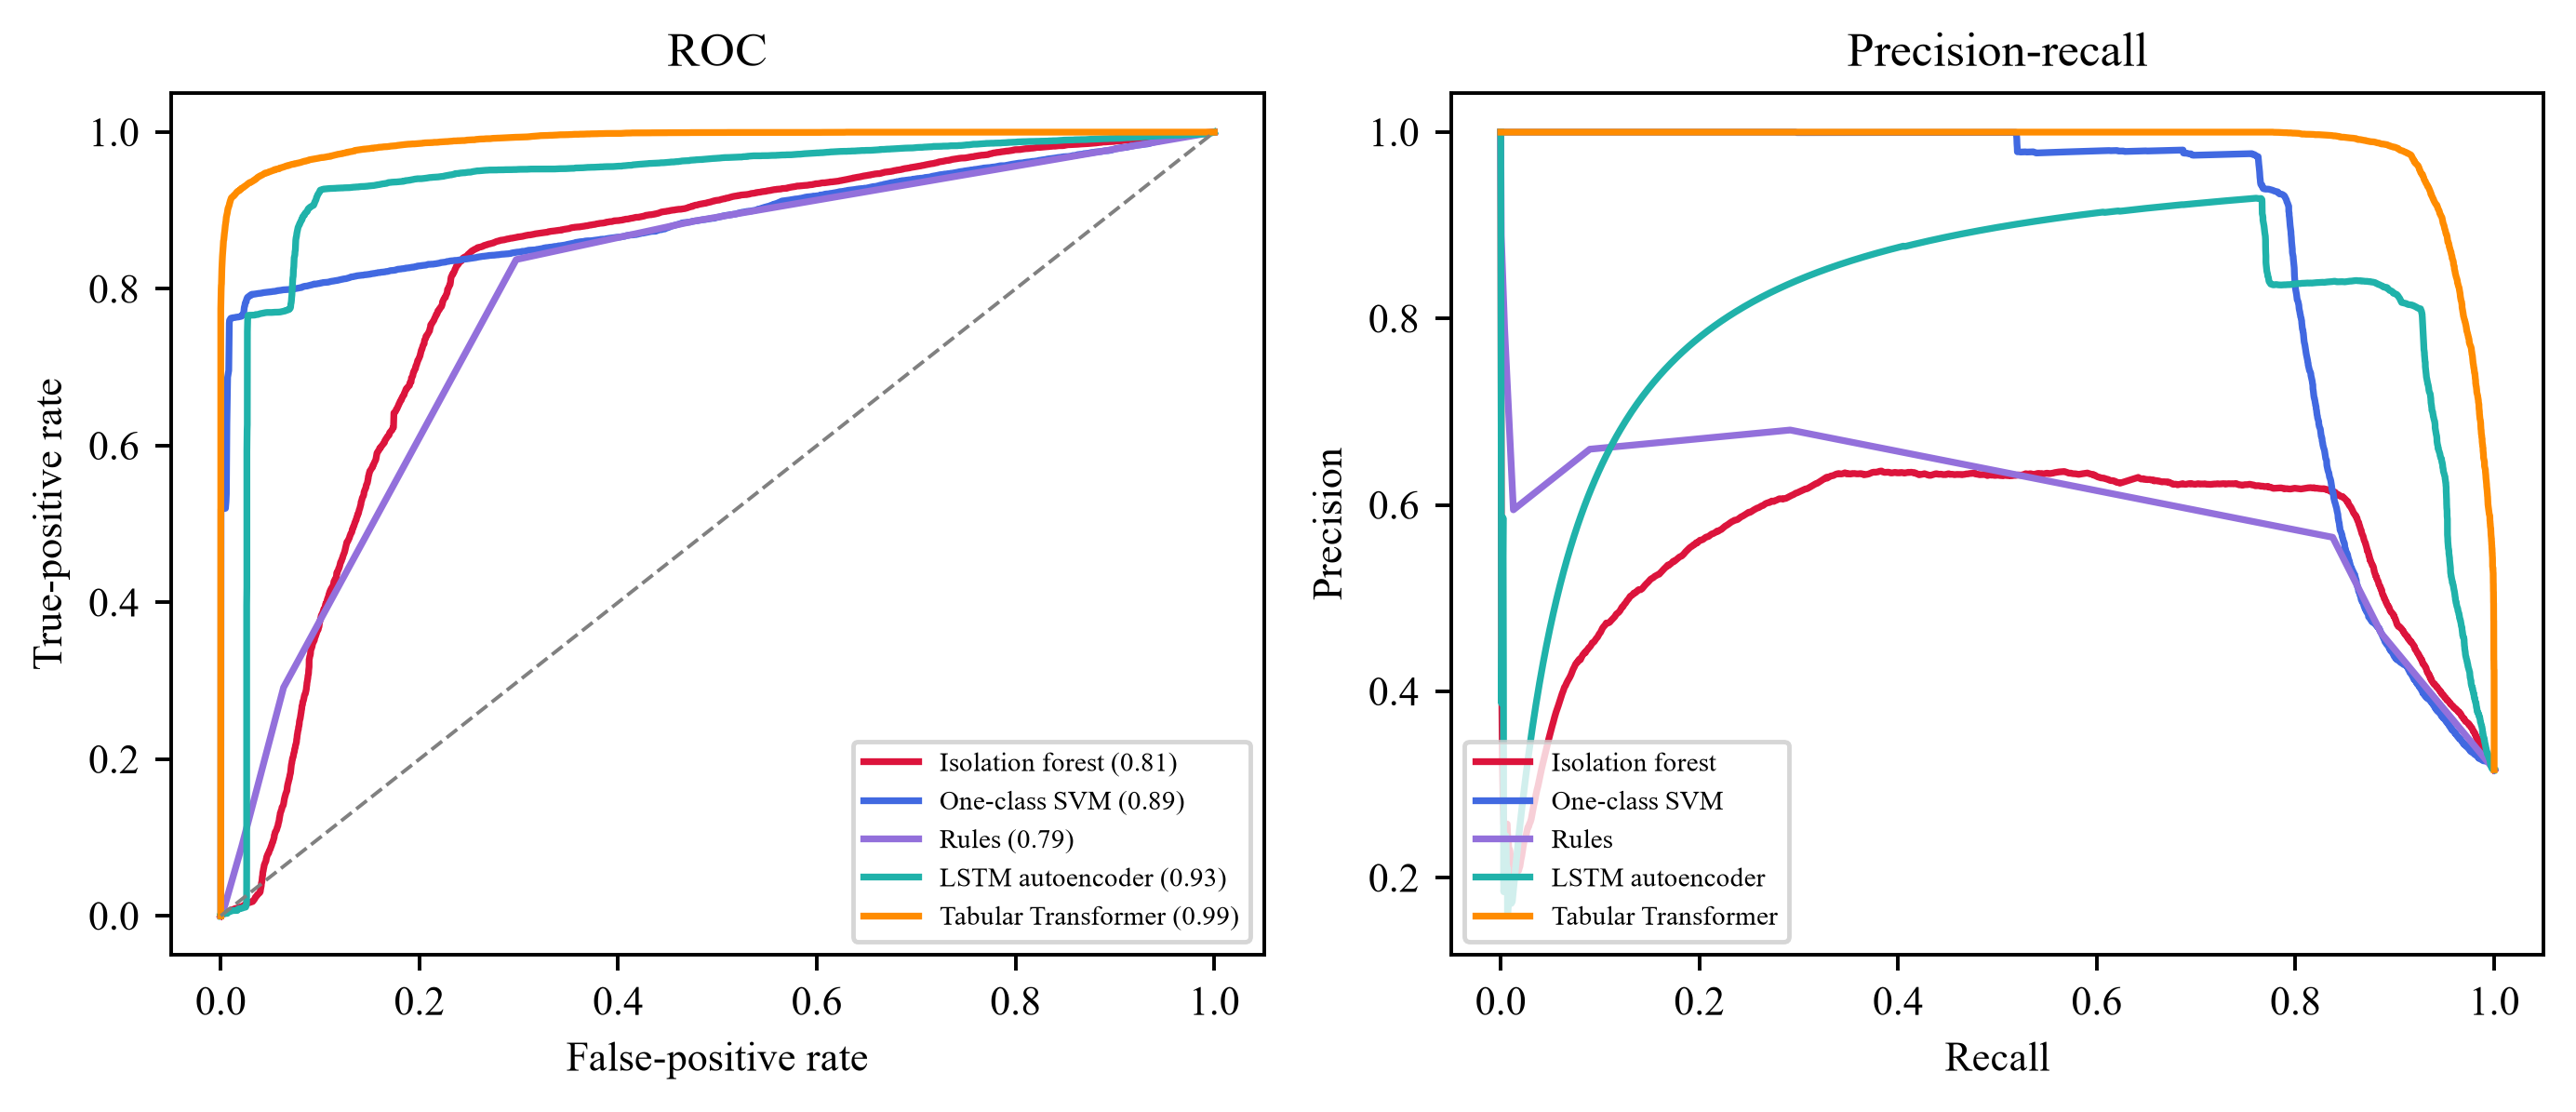 ROC
1.0
0.8
0.6
0.4
0.2
0.0
True-positive rate
0.0 0.2 0.4 0.6 0.8 1.0
False-positive rate
Isolation forest (0.81)
One-class SVM (0.89)
Rules (0.79)
LSTM autoencoder (0.93)
Tabular Transformer (0.99)
Precision-recall
1.0
0.8
0.6
0.4
0.2
Precision
0.0 0.2 0.4 0.6 0.8 1.0
Recall
Isolation forest
One-class SVM
Rules
LSTM autoencoder
Tabular Transformer